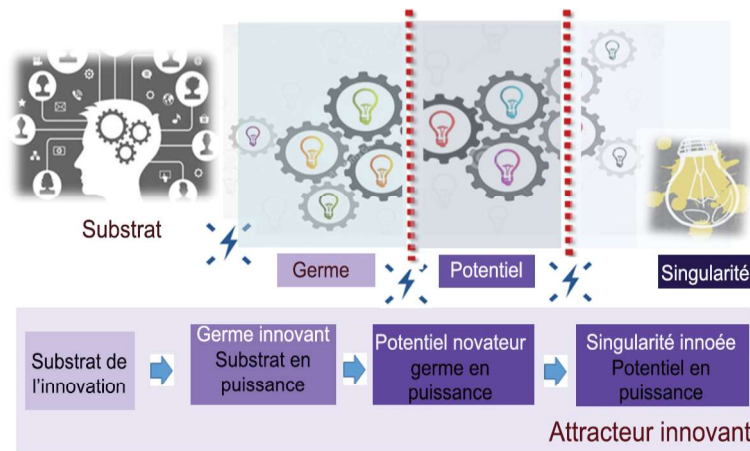 Substrat
Germe
Potentiel
Singularité
Substrat de
l'innovation
Germe innovant
Substrat en
puissance
Potentiel novateur
germe en
puissance
Singularité innoée
Potentiel en
puissance
Attracteur innovant